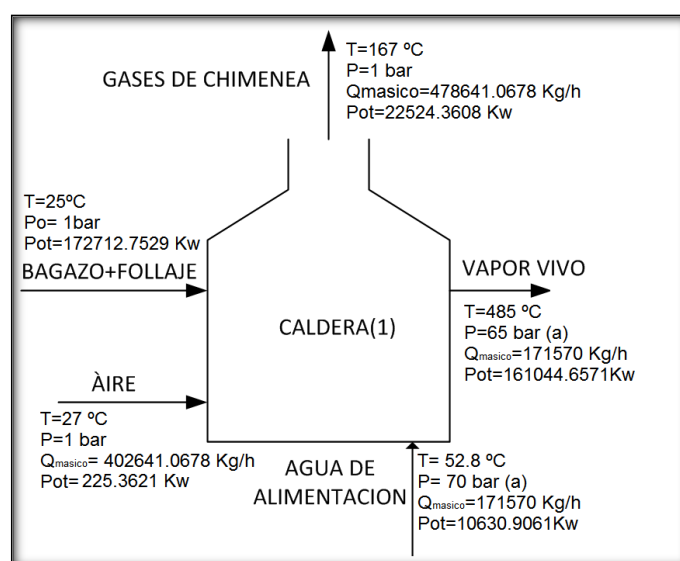 GASES DE CHIMENEA
T=167 ºC
P=1 bar
Qmasico=478641.0678 Kg/h
Pot=22524.3608 Kw
T=25ºC
Po= 1bar
Pot=172712.7529 Kw
BAGAZO+FOLLAJE
CALDERA(1)
VAPOR VIVO
T=485 ºC
P=65 bar (a)
Qmasico=171570 Kg/h
Pot=161044.6571Kw
ÀIRE
T=27 ºC
P=1 bar
Qmasico= 402641.0678 Kg/h
Pot= 225.3621 Kw
AGUA DE
ALIMENTACION
T= 52.8 ºC
P= 70 bar (a)
Qmasico=171570 Kg/h
Pot=10630.9061Kw